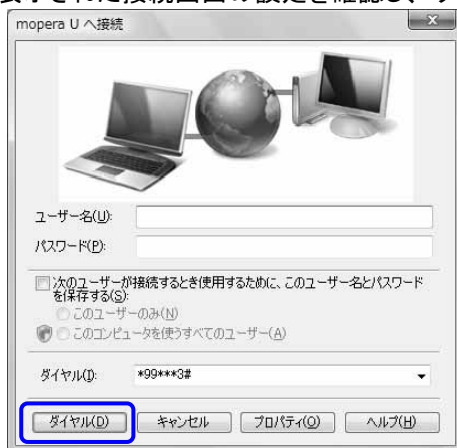 mopera U へ接続
ユーザー名(U):
パスワード(P):
次のユーザーが接続するとき使用するために、このユーザー名とパスワード
を保存する(S):
このユーザーのみ(N)
このコンピュータを使うすべてのユーザー(A)
ダイヤル(I): *99***3#
ダイヤル(D) キャンセル プロパティ(O) ヘルプ(H)